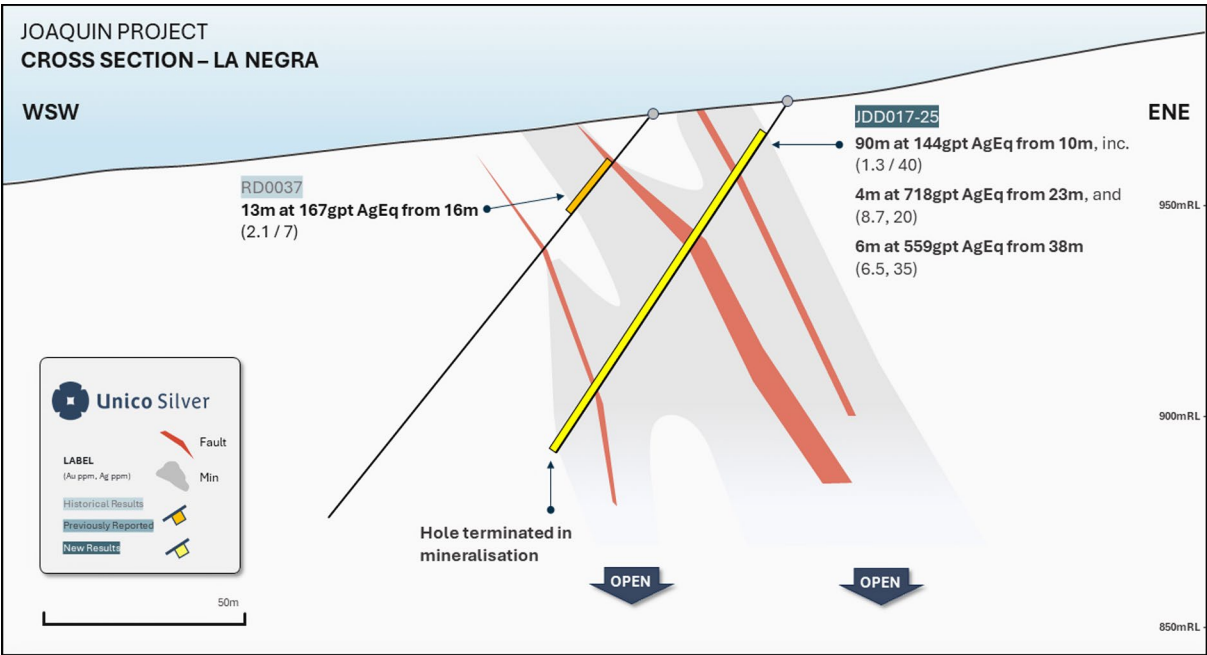 JOAQUIN PROJECT
CROSS SECTION – LA NEGRA
WSW
ENE
JDD017-25
90m at 144gpt AgEq from 10m, inc.
(1.3 / 40)
4m at 718gpt AgEq from 23m, and
(8.7, 20)
6m at 559gpt AgEq from 38m
(6.5, 35)
RD0037
13m at 167gpt AgEq from 16m
(2.1 / 7)
950mRL
900mRL
850mRL
Unico Silver
Fault
LABEL
(Au ppm, Ag ppm)
Min
Historical Results
Previously Reported
New Results
50m
Hole terminated in
mineralisation
OPEN
OPEN